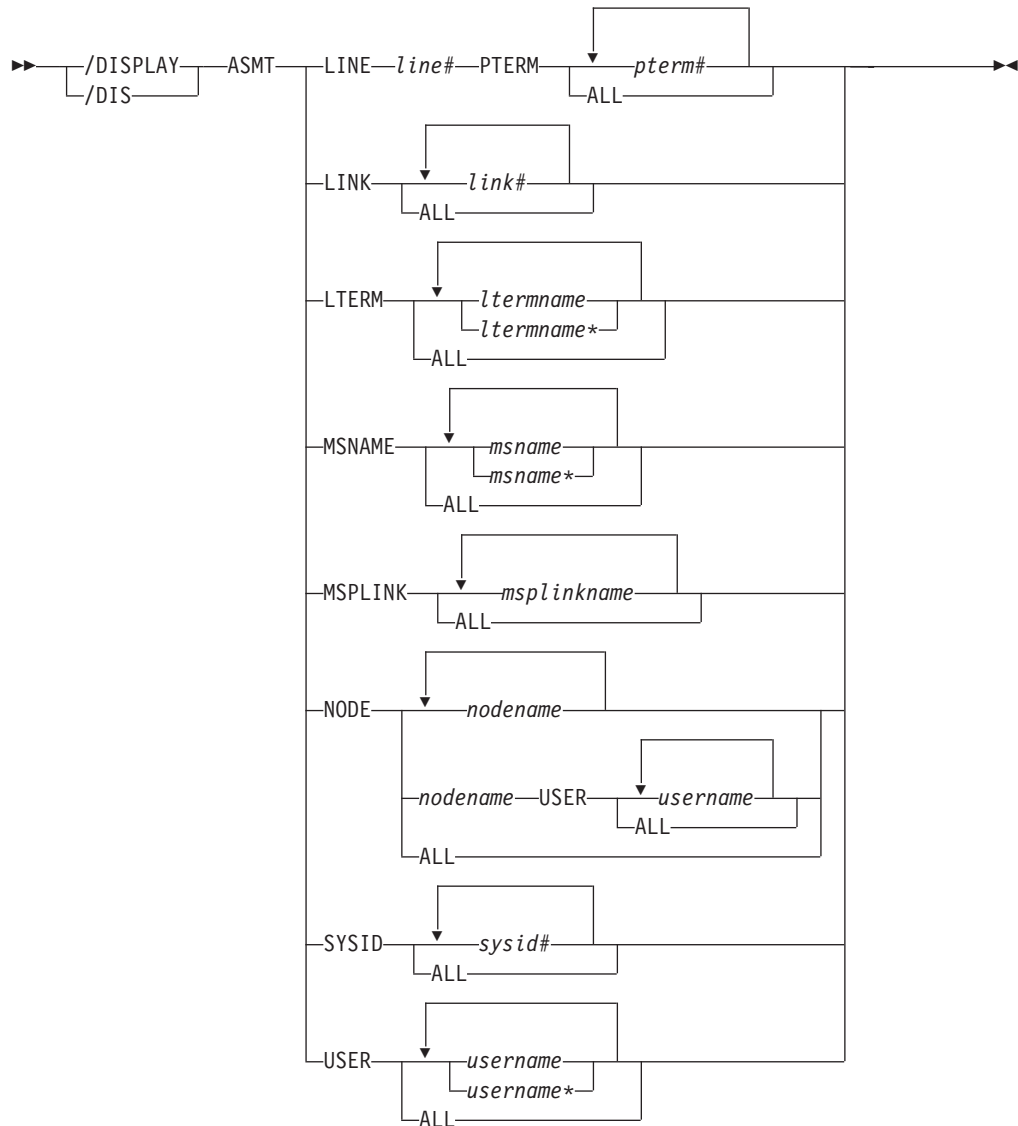 /DISPLAY ASMT LINE line# PTERM pterm#
/DIS ALL
LINK link#
ALL
LTERM ltermname
ltermname*
ALL
MSNAME msname
msname*
ALL
MSPLINK msplinkname
ALL
NODE nodename
nodename USER username
ALL
ALL
SYSID sysid#
ALL
USER username
username*
ALL